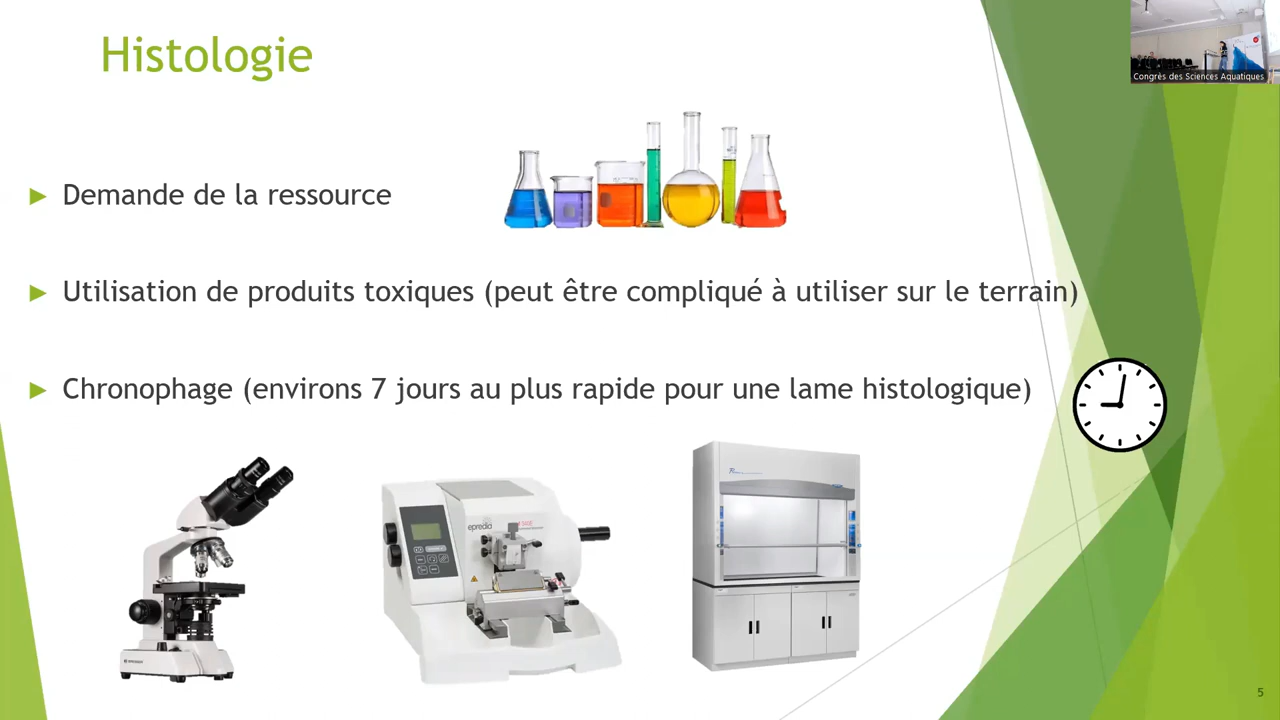 Histologie
Congrès des Sciences Aquatiques
Demande de la ressource
Utilisation de produits toxiques (peut être compliqué à utiliser sur le terrain)
Chronophage (environs 7 jours au plus rapide pour une lame histologique)
epredia
5